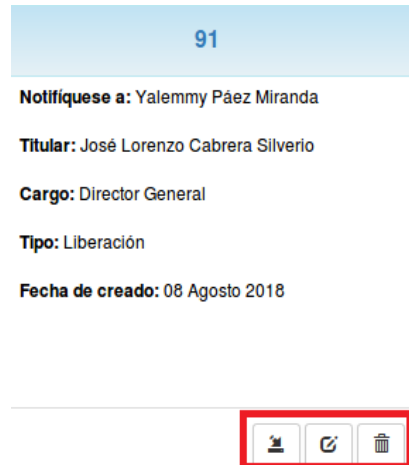 91
Notifíquese a: Yalemmy Páez Miranda
Titular: José Lorenzo Cabrera Silverio
Cargo: Director General
Tipo: Liberación
Fecha de creado: 08 Agosto 2018